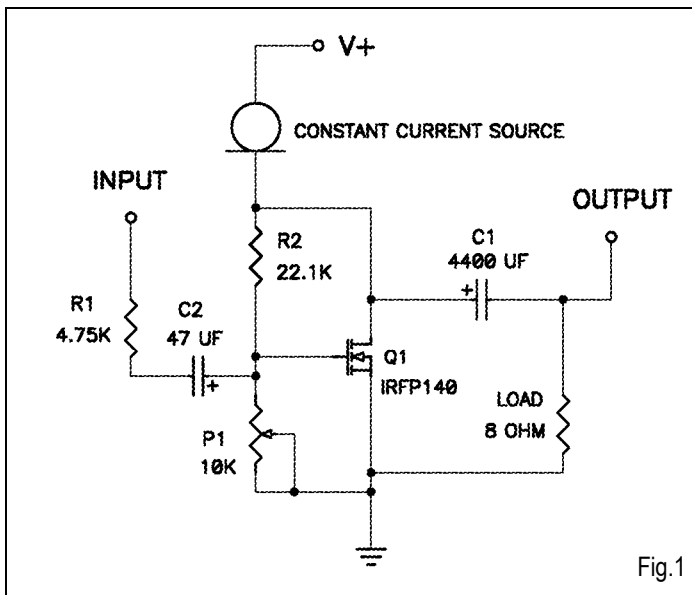 V+
CONSTANT CURRENT SOURCE
INPUT
OUTPUT
R2
22.1K
C1
4400 UF
+
R1
4.75K
C2
47 UF
+
Q1
IRFP140
LOAD
8 OHM
P1
10K
Fig.1